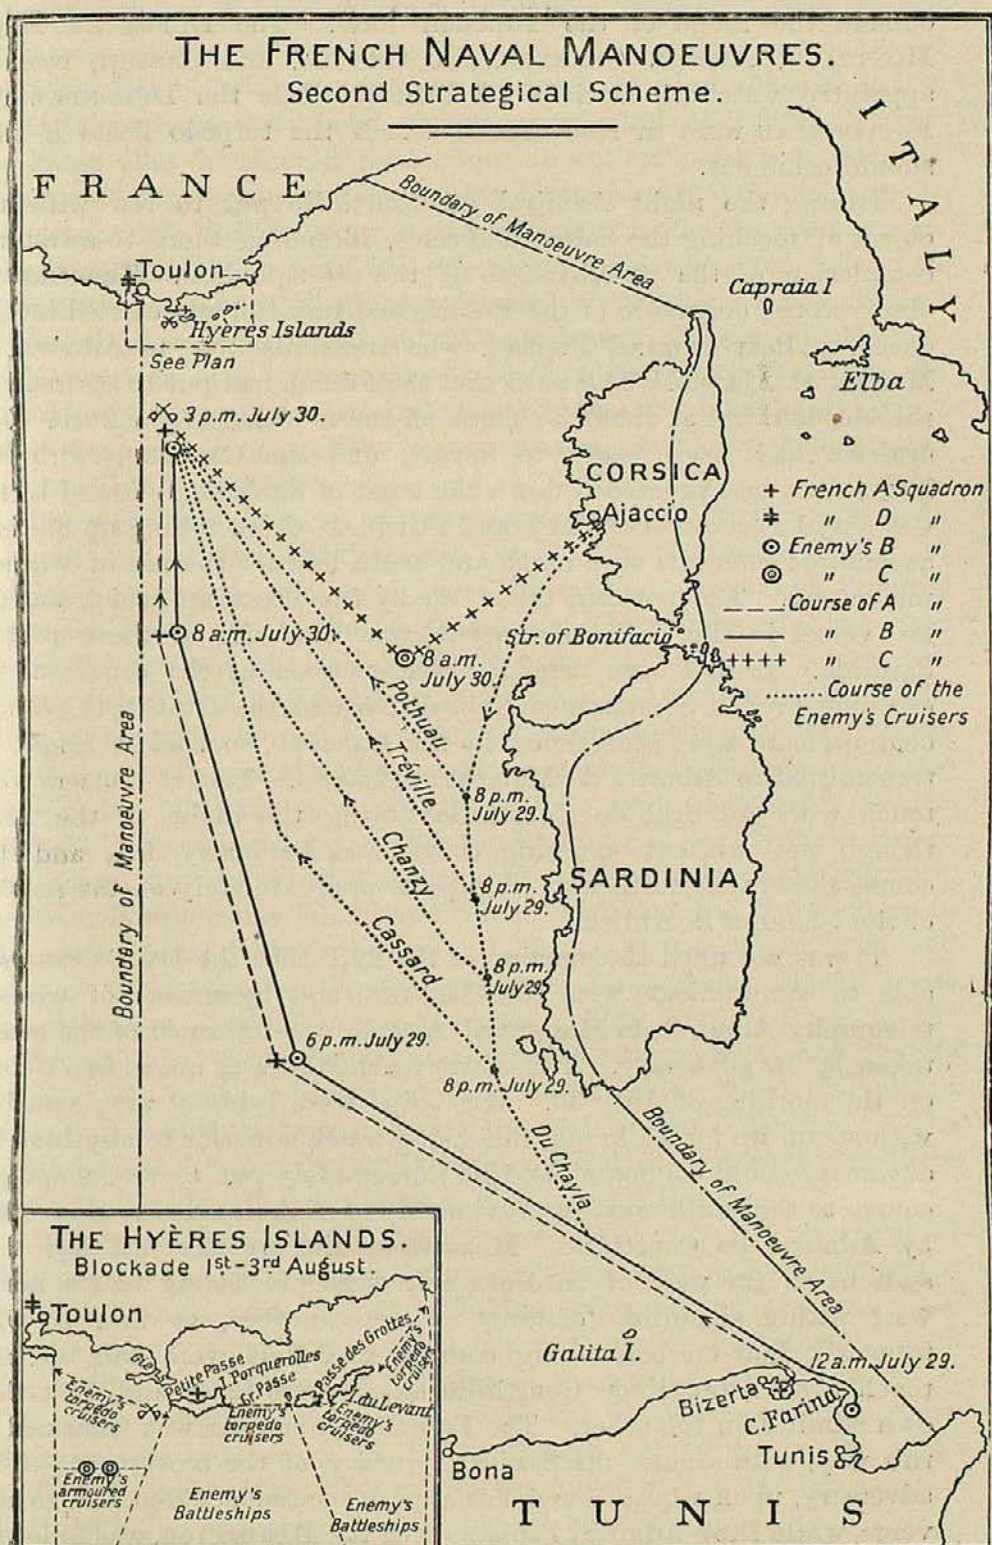 THE FRENCH NAVAL MANOEUVRES.
Second Strategical Scheme.
FRANCE
ITALY
Boundary of Manoeuvre Area
Toulon
Capraia I
Hyères Islands
See Plan
Elba
3 p.m. July 30.
CORSICA
Ajaccio
+ French A Squadron
‡ " D "
⊙ Enemy's B "
◎ " C "
_ _ _ Course of A "
——— " B "
++++ " C "
........ Course of the
Enemy's Cruisers
8 a.m. July 30.
Str. of Bonifacio
8 a.m.
July 30.
Pothuau
Tréville
Chanzy
Cassard
8 p.m.
July 29.
8 p.m.
July 29.
8 p.m.
July 29.
8 p.m. July 29.
SARDINIA
Boundary of Manoeuvre Area
6 p.m. July 29.
Du Chayla
Boundary of Manoeuvre Area
Galita I.
12 a.m. July 29.
Bizerta
C. Farina
Tunis
Bona
TUNIS
THE HYÈRES ISLANDS.
Blockade 1st-3rd August.
Toulon
Giens
Petite Passe
I. Porquerolles
Gr. Passe
Passe des Grottes
I. du Levant
Enemy's
torpedo
cruisers
Enemy's
torpedo
cruisers
Enemy's
torpedo
cruisers
Enemy's
torpedo
cruisers
Enemy's
armoured
cruisers
Enemy's
Battleships
Enemy's
Battleships